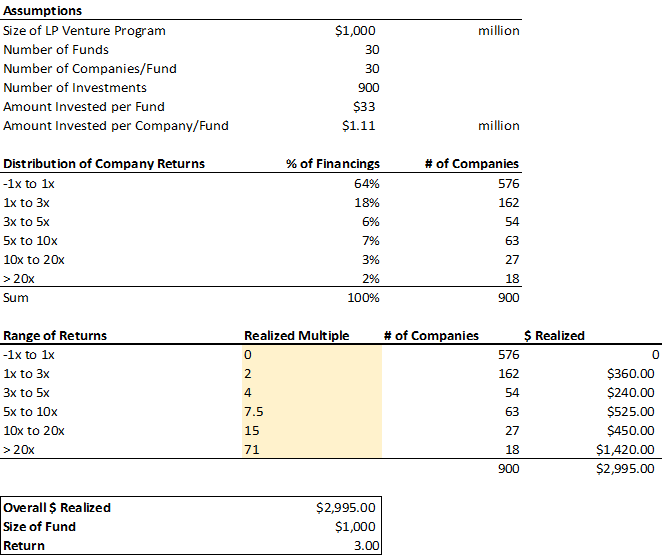 Assumptions
Size of LP Venture Program $1,000 million
Number of Funds 30
Number of Companies/Fund 30
Number of Investments 900
Amount Invested per Fund $33
Amount Invested per Company/Fund $1.11 million
Distribution of Company Returns % of Financings # of Companies
-1x to 1x 64% 576
1x to 3x 18% 162
3x to 5x 6% 54
5x to 10x 7% 63
10x to 20x 3% 27
> 20x 2% 18
Sum 100% 900
Range of Returns Realized Multiple # of Companies $ Realized
-1x to 1x 0 576 0
1x to 3x 2 162 $360.00
3x to 5x 4 54 $240.00
5x to 10x 7.5 63 $525.00
10x to 20x 15 27 $450.00
> 20x 71 18 $1,420.00
900 $2,995.00
Overall $ Realized $2,995.00
Size of Fund $1,000
Return 3.00